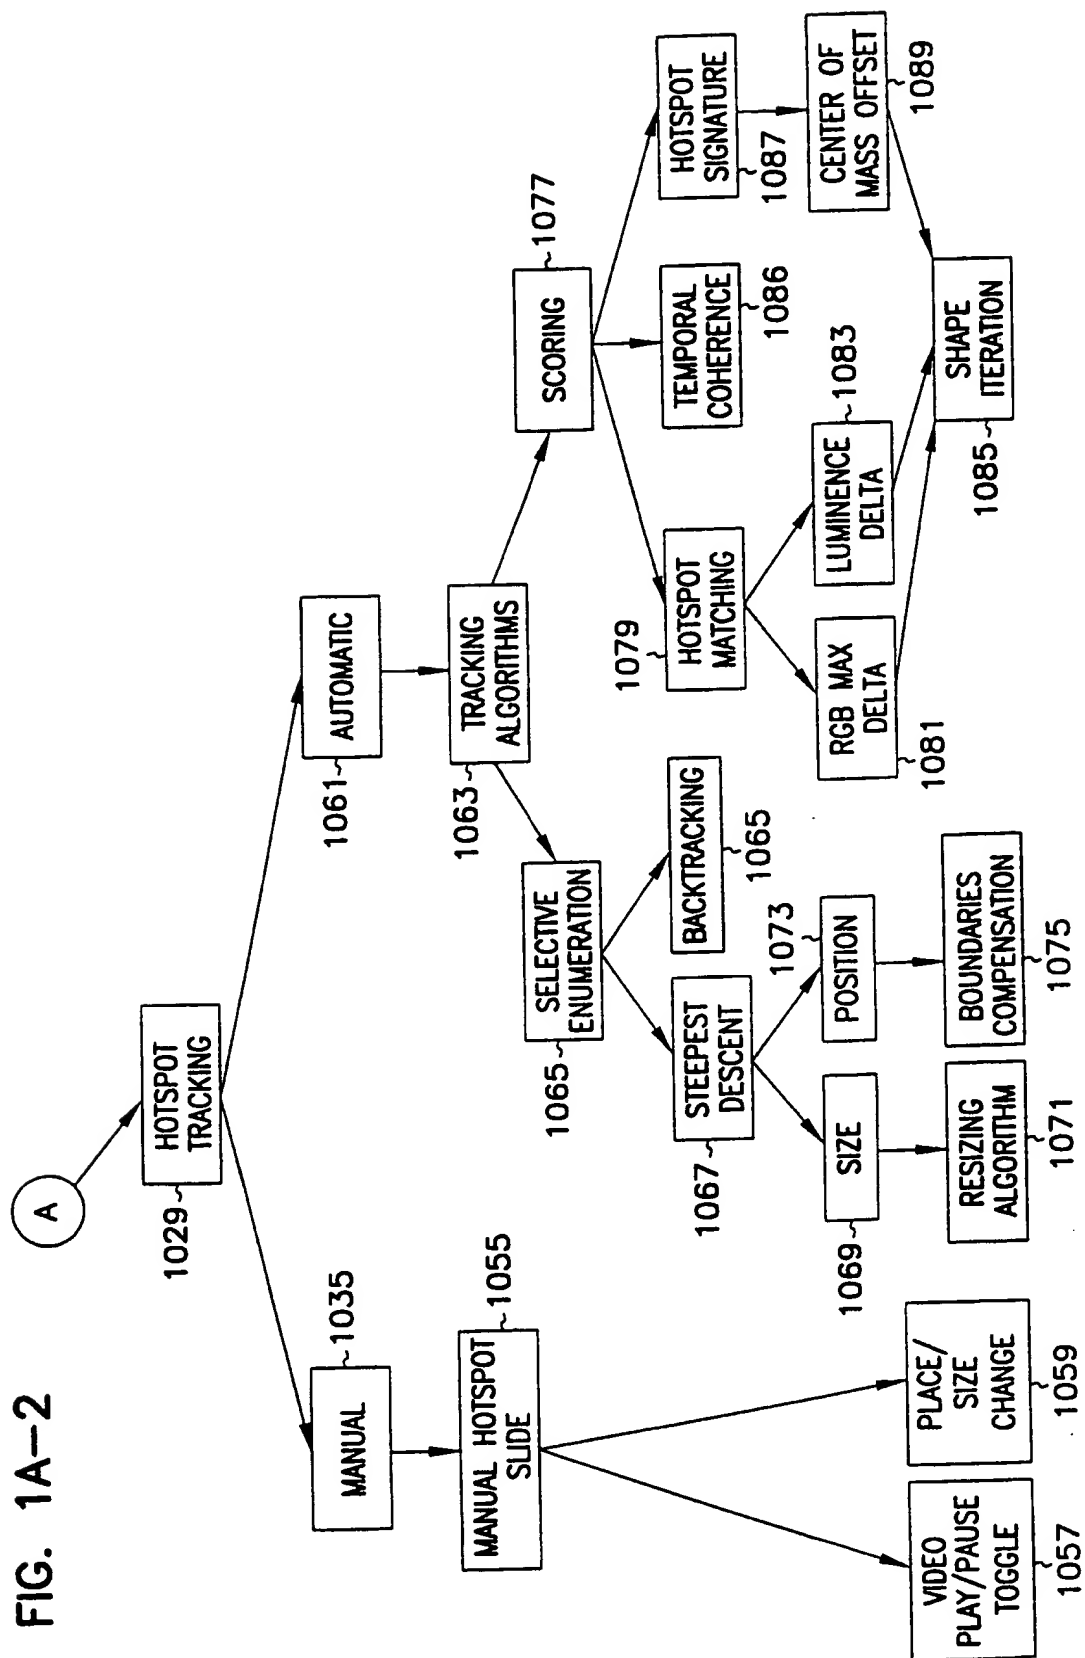 FIG. 1A-2
A
HOTSPOT
TRACKING
1029
MANUAL
1035
AUTOMATIC
1061
MANUAL HOTSPOT
SLIDE
1055
TRACKING
ALGORITHMS
1063
VIDEO
PLAY/PAUSE
TOGGLE
1057
PLACE/
SIZE
CHANGE
1059
SELECTIVE
ENUMERATION
1065
SCORING
1077
STEEPEST
DESCENT
1067
BACKTRACKING
1065
HOTSPOT
MATCHING
1079
TEMPORAL
COHERENCE
1086
HOTSPOT
SIGNATURE
1087
SIZE
1069
POSITION
1073
RGB MAX
DELTA
1081
LUMINENCE
DELTA
1083
CENTER OF
MASS OFFSET
1089
RESIZING
ALGORITHM
1071
BOUNDARIES
COMPENSATION
1075
SHAPE
ITERATION
1085